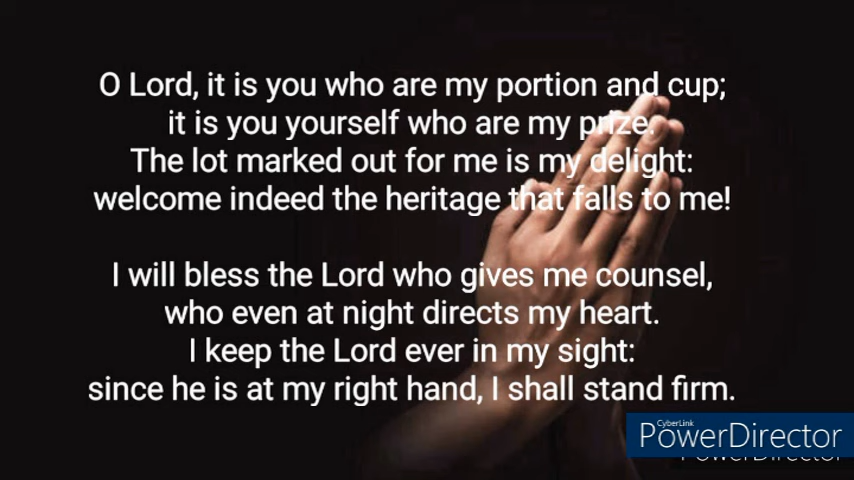 O Lord, it is you who are my portion and cup;
it is you yourself who are my prize.
The lot marked out for me is my delight:
welcome indeed the heritage that falls to me!
I will bless the Lord who gives me counsel,
who even at night directs my heart.
I keep the Lord ever in my sight:
since he is at my right hand, I shall stand firm.
CyberLink
PowerDirector
PowerDirector